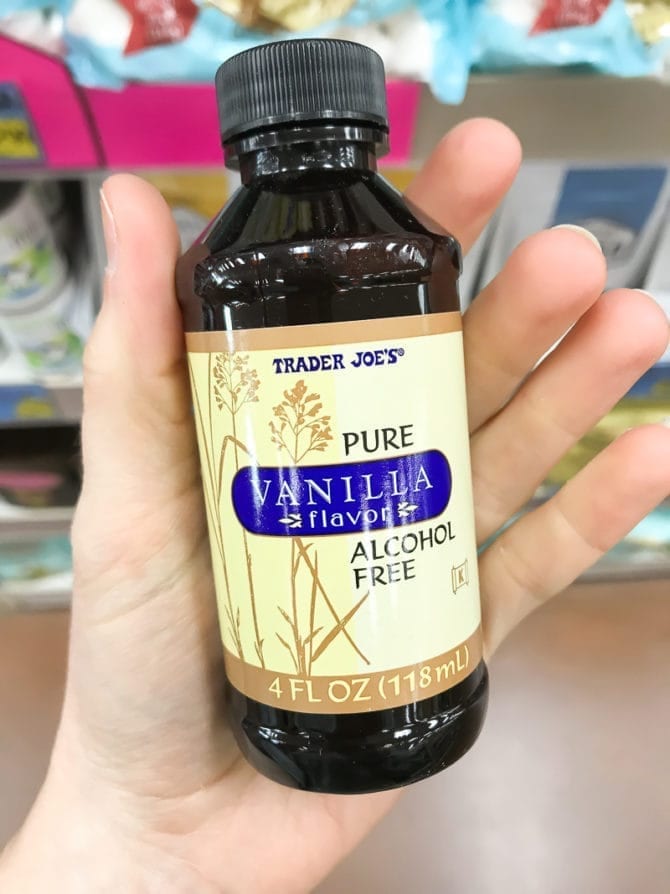 TRADER JOE'S®
PURE
VANILLA
flavor
ALCOHOL
FREE
K
4 FL OZ (118 mL)